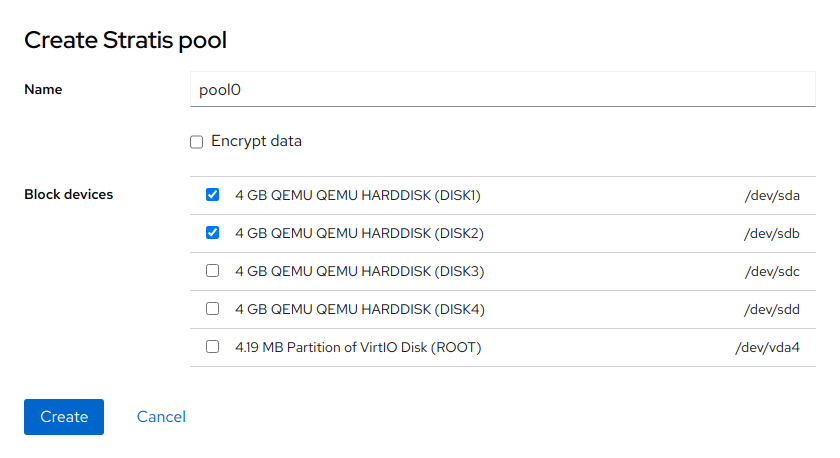 Create Stratis pool
Name
pool0
Encrypt data
Block devices
4 GB QEMU QEMU HARDDISK (DISK1) /dev/sda
4 GB QEMU QEMU HARDDISK (DISK2) /dev/sdb
4 GB QEMU QEMU HARDDISK (DISK3) /dev/sdc
4 GB QEMU QEMU HARDDISK (DISK4) /dev/sdd
4.19 MB Partition of VirtIO Disk (ROOT) /dev/vda4
Create Cancel